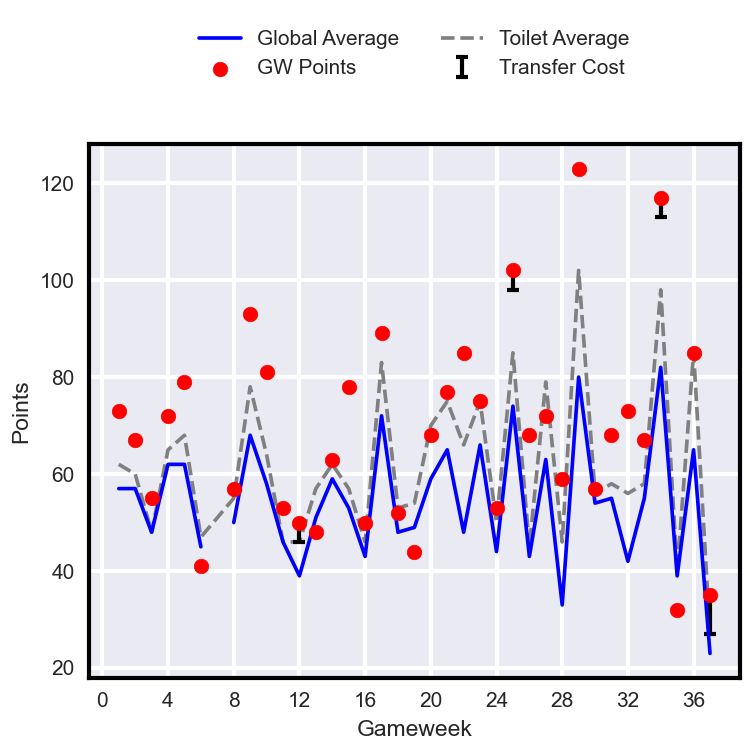 Global Average
Toilet Average
GW Points
Transfer Cost
120
100
80
60
40
20
Points
0 4 8 12 16 20 24 28 32 36
Gameweek